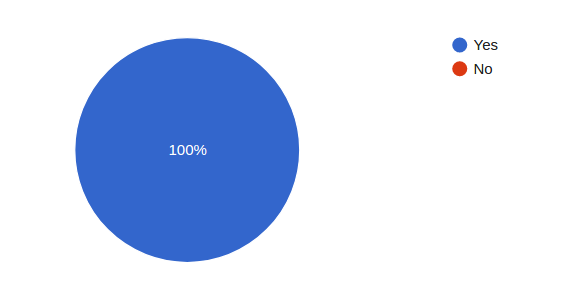 Yes
No
100%